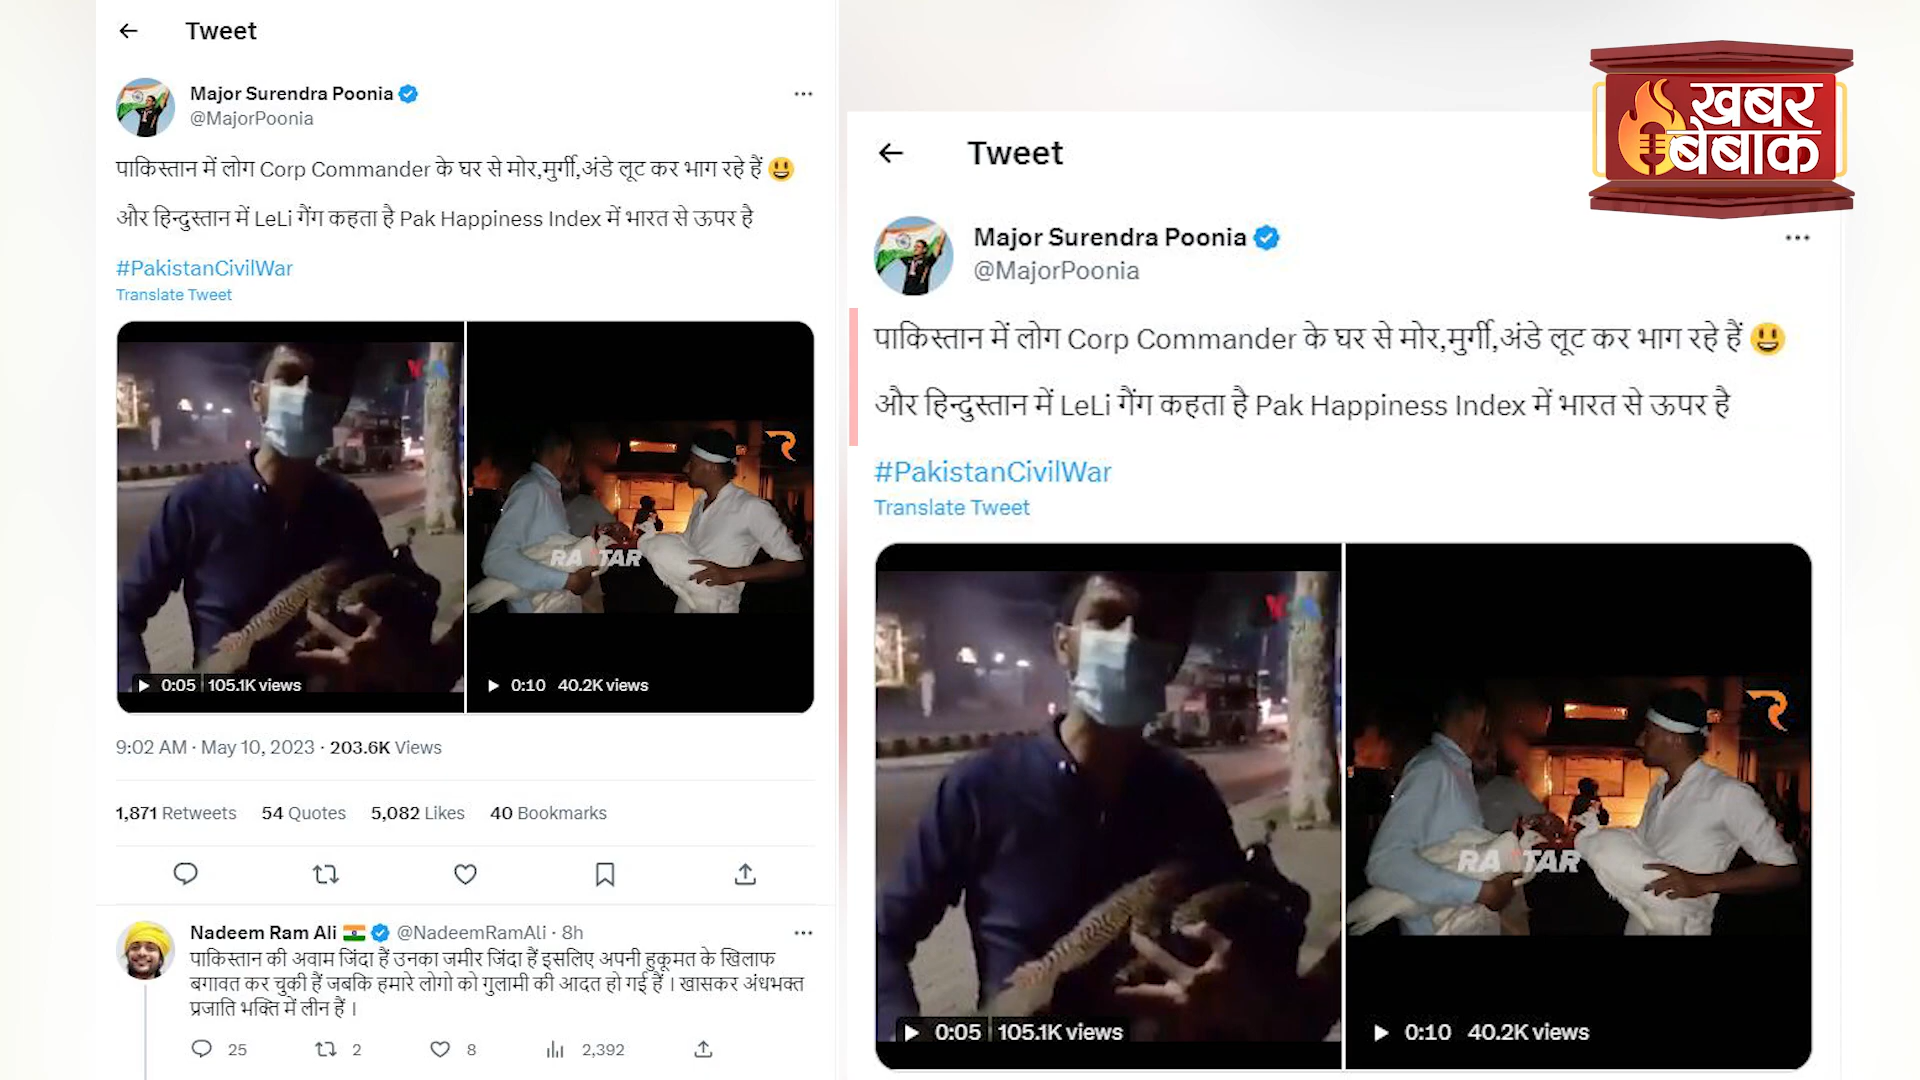 Tweet
Major Surendra Poonia
@MajorPoonia
पाकिस्तान में लोग Corp Commander के घर से मोर,मुर्गी,अंडे लूट कर भाग रहे हैं 😃
और हिन्दुस्तान में LeLi गैंग कहता है Pak Happiness Index में भारत से ऊपर है
#PakistanCivilWar
Translate Tweet
RAFTAR
0:05 105.1K views
0:10 40.2K views
9:02 AM · May 10, 2023 · 203.6K Views
1,871 Retweets 54 Quotes 5,082 Likes 40 Bookmarks
Nadeem Ram Ali 🇮🇳 @NadeemRamAli · 8h
पाकिस्तान की अवाम जिंदा हैं उनका जमीर जिंदा हैं इसलिए अपनी हुकूमत के खिलाफ
बगावत कर चुकी हैं जबकि हमारे लोगो को गुलामी की आदत हो गई हैं । खासकर अंधभक्त
प्रजाति भक्ति में लीन हैं ।
25 2 8 2,392
खबर
बेबाक
Tweet
Major Surendra Poonia
@MajorPoonia
पाकिस्तान में लोग Corp Commander के घर से मोर,मुर्गी,अंडे लूट कर भाग रहे हैं 😃
और हिन्दुस्तान में LeLi गैंग कहता है Pak Happiness Index में भारत से ऊपर है
#PakistanCivilWar
Translate Tweet
RAFTAR
0:05 105.1K views
0:10 40.2K views